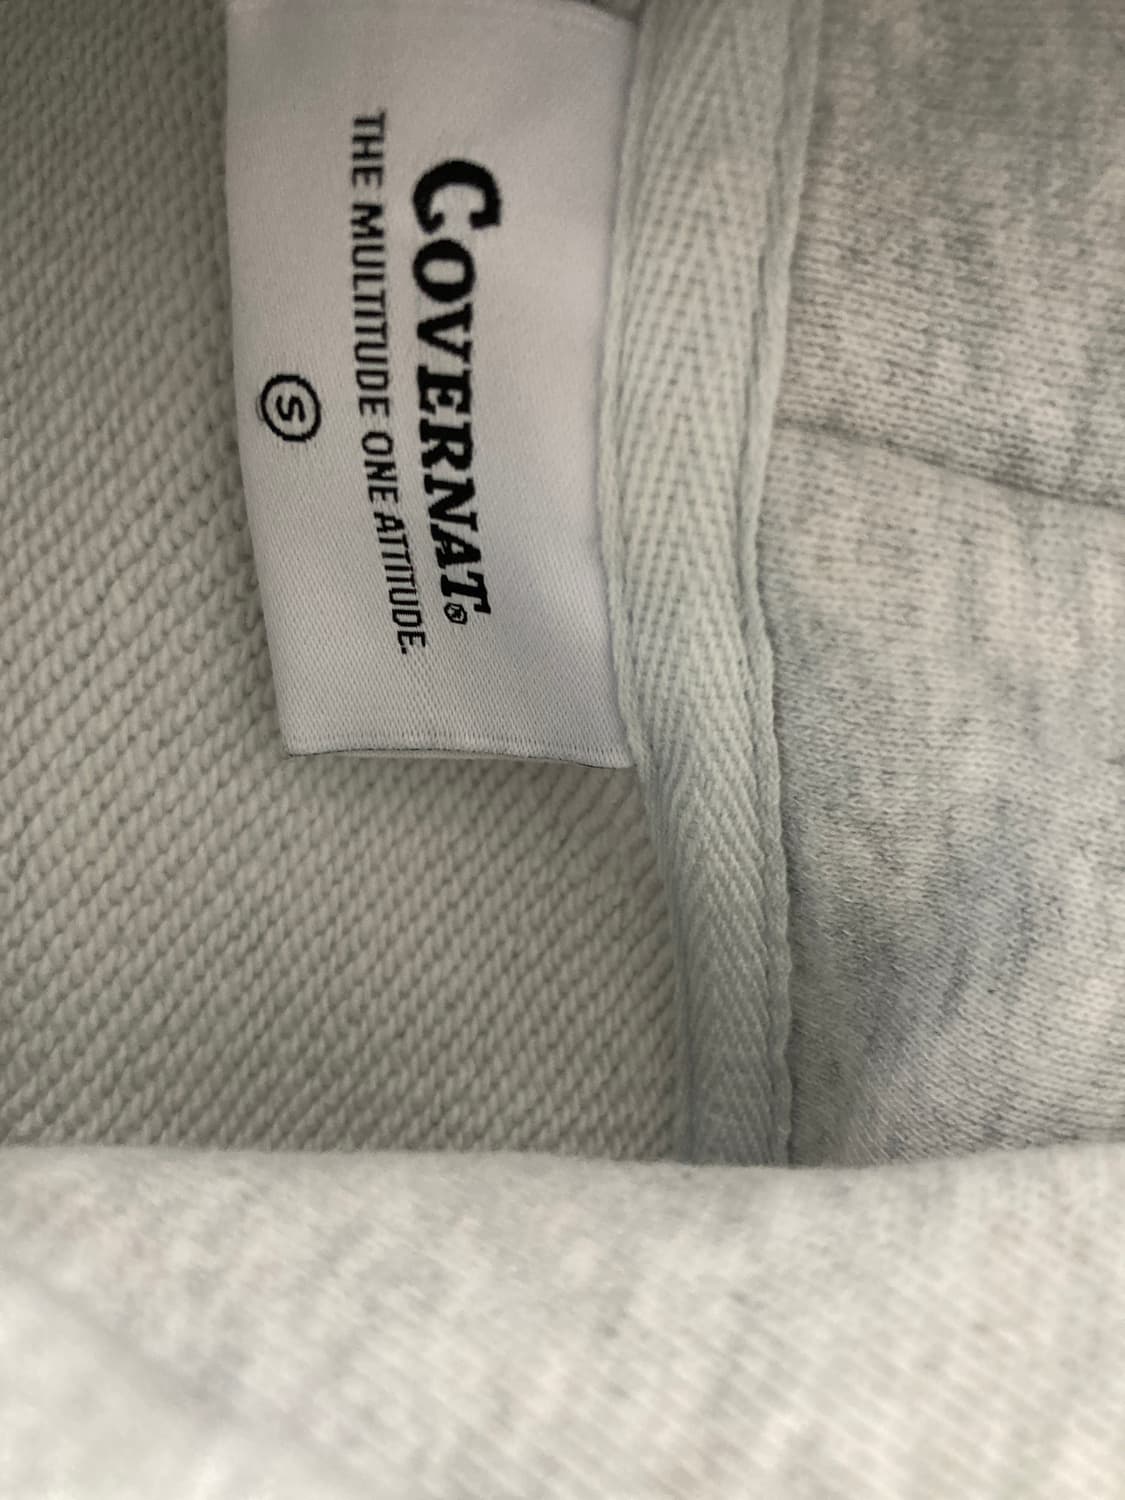 COVERNAT®
THE MULTITUDE ONE ATTITUDE.
S